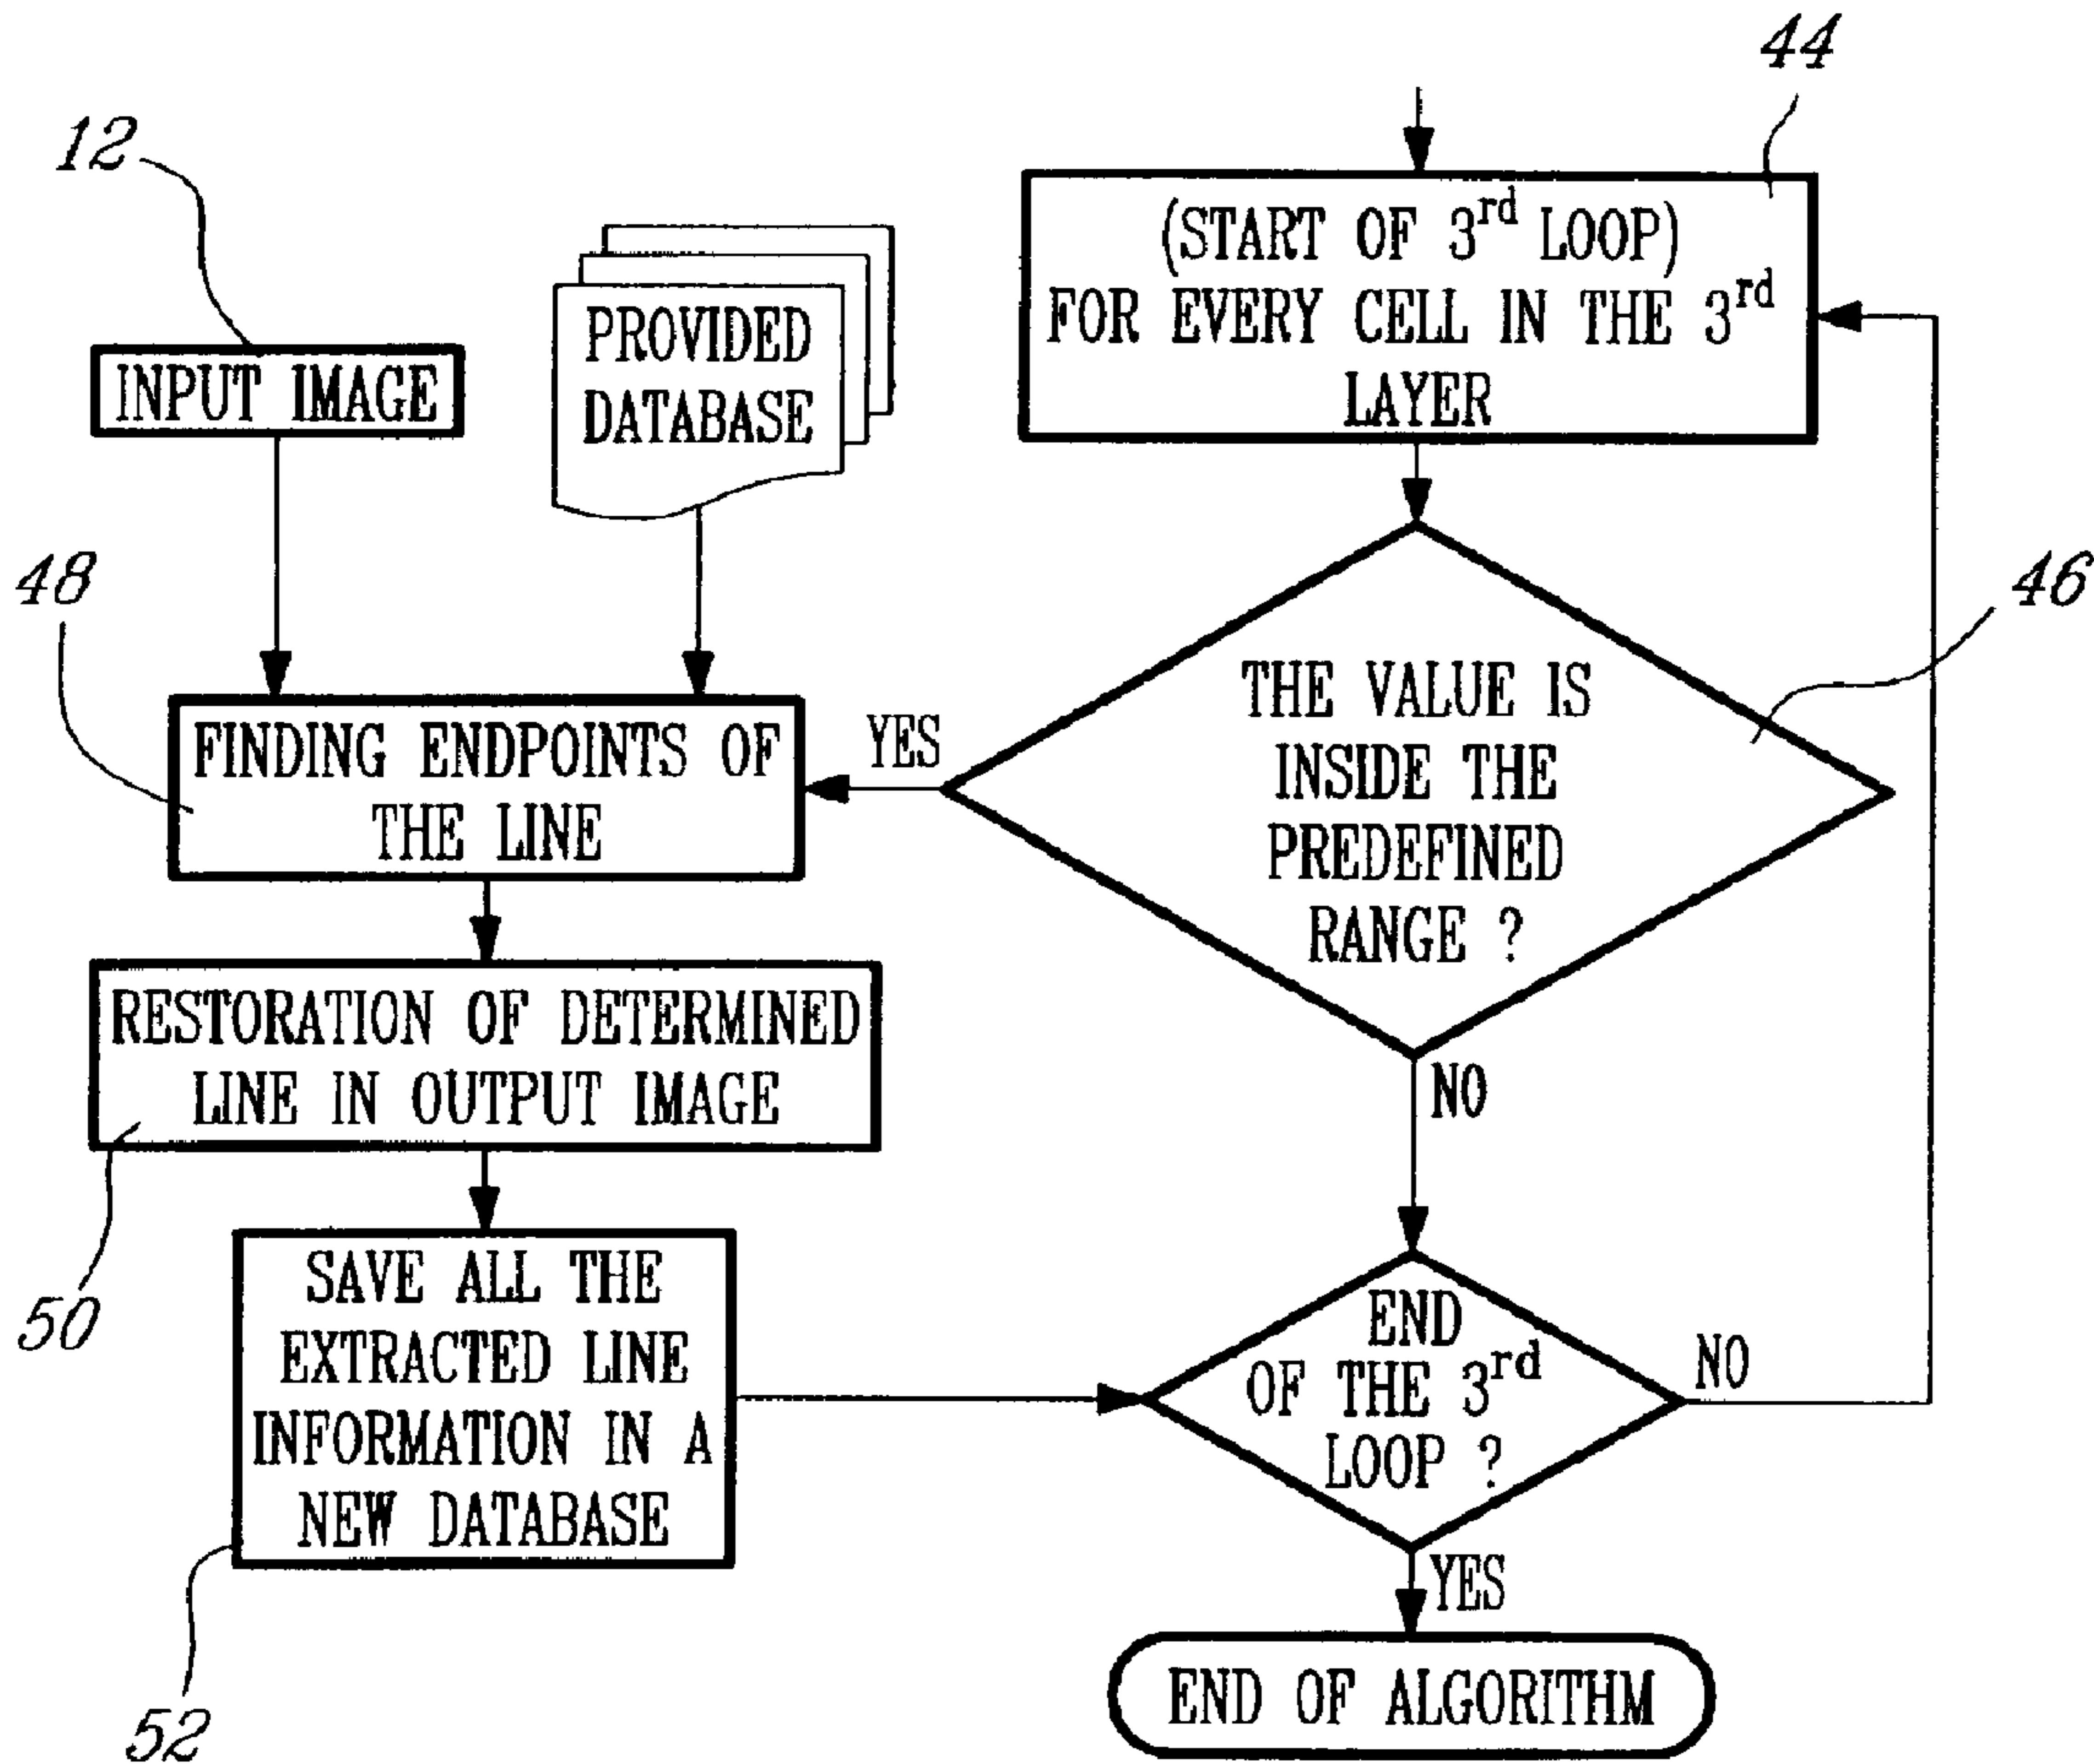 44
12
(START OF 3rd LOOP)
FOR EVERY CELL IN THE 3rd
LAYER
PROVIDED
DATABASE
INPUT IMAGE
48
46
THE VALUE IS
INSIDE THE
PREDEFINED
RANGE ?
YES
FINDING ENDPOINTS OF
THE LINE
RESTORATION OF DETERMINED
LINE IN OUTPUT IMAGE
NO
50
SAVE ALL THE
EXTRACTED LINE
INFORMATION IN A
NEW DATABASE
52
END
OF THE 3rd
LOOP ?
NO
YES
END OF ALGORITHM